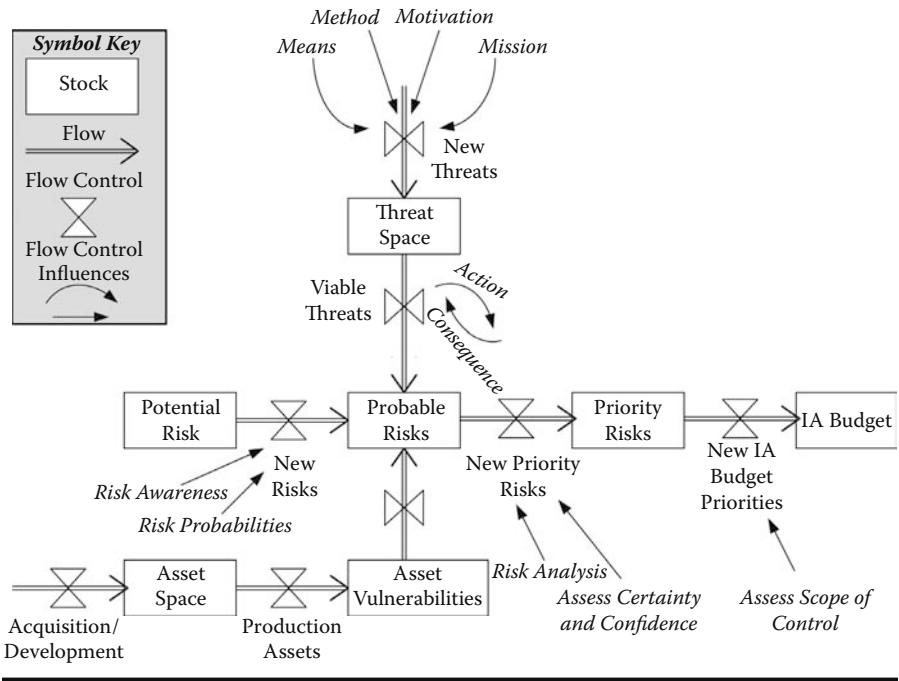 Symbol Key
Stock
Flow
Flow Control
Flow Control
Influences
Method
Motivation
Means
Mission
New
Threats
Threat
Space
Viable
Threats
Action
Consequence
Potential
Risk
New
Risks
Probable
Risks
New Priority
Risks
Priority
Risks
New IA
Budget
Priorities
IA Budget
Risk Awareness
Risk Probabilities
Risk Analysis
Assess Certainty
and Confidence
Assess Scope of
Control
Acquisition/
Development
Asset
Space
Production
Assets
Asset
Vulnerabilities